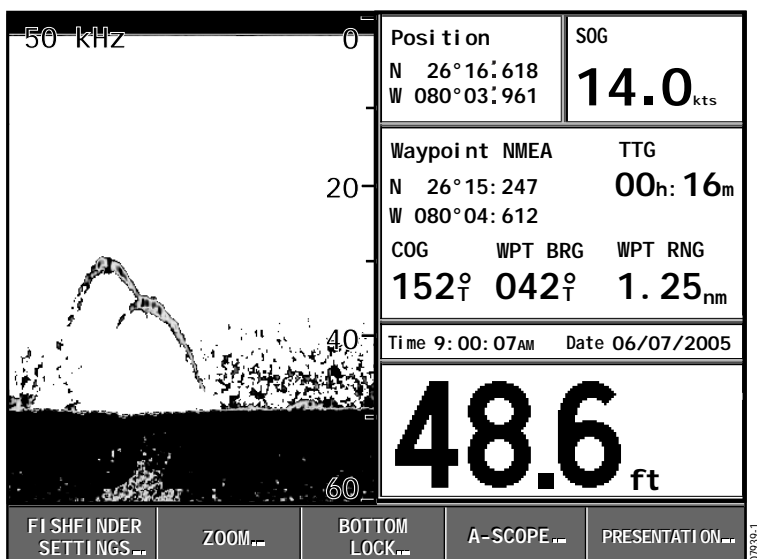 50 kHz
0
20
40
60
Position
N 26°16.618
W 080°03.961
SOG
14.0kts
Waypoint NMEA
N 26°15:247
W 080°04:612
TTG
00h:16m
COG
152°T
WPT BRG
042°T
WPT RNG
1.25nm
Time 9:00:07AM Date 06/07/2005
48.6 ft
FISHFINDER
SETTINGS...
ZOOM...
BOTTOM
LOCK...
A-SCOPE...
PRESENTATION...